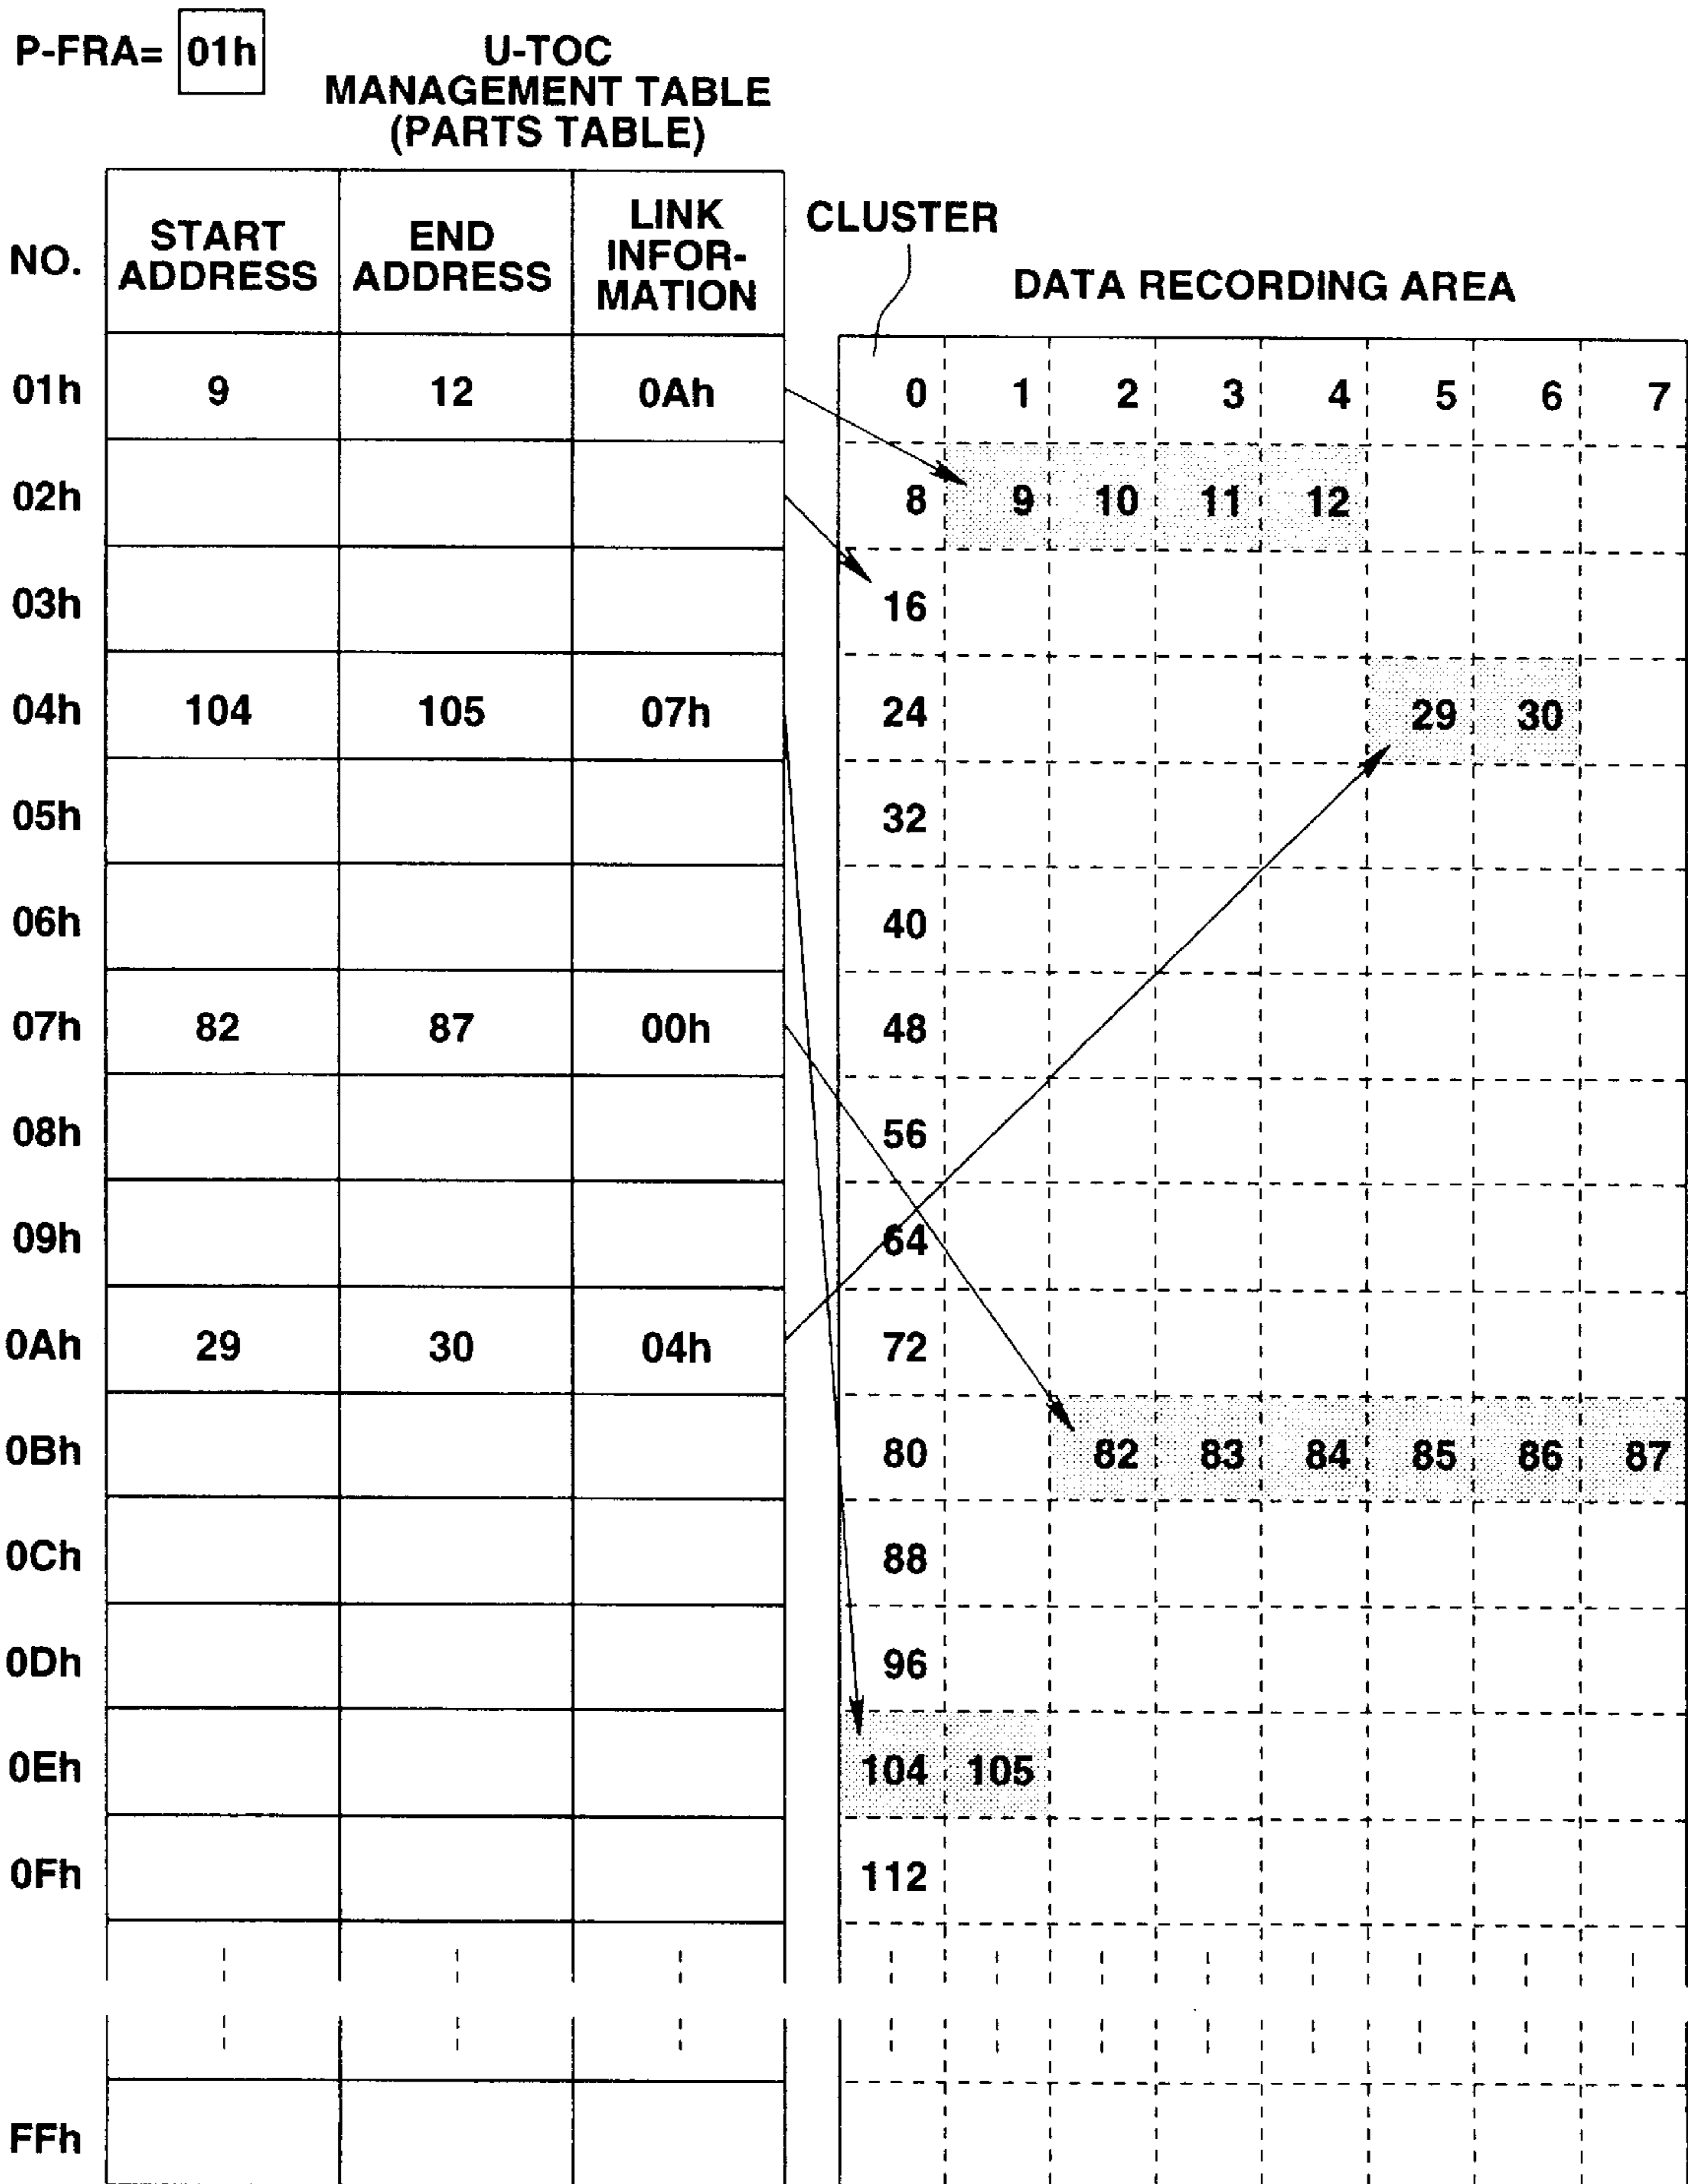 P-FRA= 01h
U-TOC
MANAGEMENT TABLE
(PARTS TABLE)
NO.
START
ADDRESS
END
ADDRESS
LINK
INFOR-
MATION
CLUSTER
DATA RECORDING AREA
01h 9 12 0Ah 0 1 2 3 4 5 6 7
02h 8 9 10 11 12
03h 16
04h 104 105 07h 24 29 30
05h 32
06h 40
07h 82 87 00h 48
08h 56
09h 64
0Ah 29 30 04h 72
0Bh 80 82 83 84 85 86 87
0Ch 88
0Dh 96
0Eh 104 105
0Fh 112
FFh